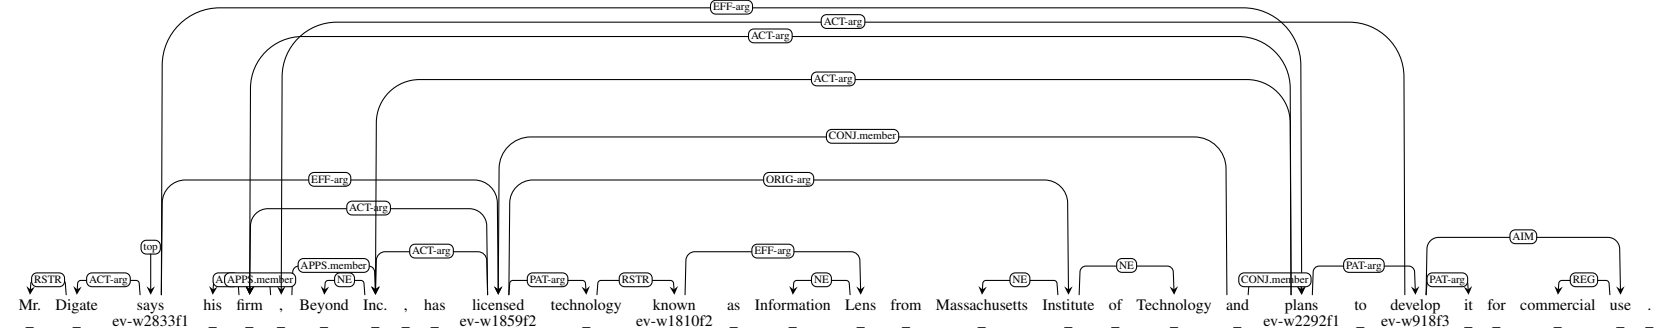 EFF-arg
ACT-arg
ACT-arg
ACT-arg
CONJ.member
EFF-arg ORIG-arg
ACT-arg
AIM
top ACT-arg EFF-arg
APPS.member NE PAT-arg
RSTR ACT-arg APPS.member NE PAT-arg RSTR NE NE CONJ.member PAT-arg REG
Mr. Digate says his firm , Beyond Inc. , has licensed technology known as Information Lens from Massachusetts Institute of Technology and plans to develop it for commercial use .
_ _ ev-w2833f1 _ _ _ _ _ _ _ ev-w1859f2 _ ev-w1810f2 _ _ _ _ _ _ _ _ _ ev-w2292f1 _ ev-w918f3 _ _ _ _ _